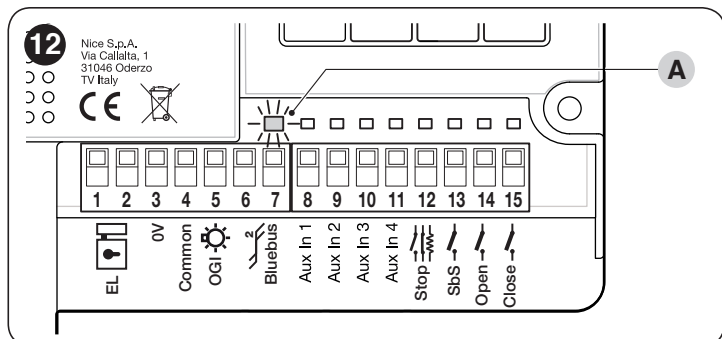 12
Nice S.p.A.
Via Callalta, 1
31046 Oderzo
TV Italy
CE
A
1 2 3 4 5 6 7 8 9 10 11 12 13 14 15
EL
0V
Common
OGI
2
Bluebus
Aux In 1
Aux In 2
Aux In 3
Aux In 4
Stop
SbS
Open
Close